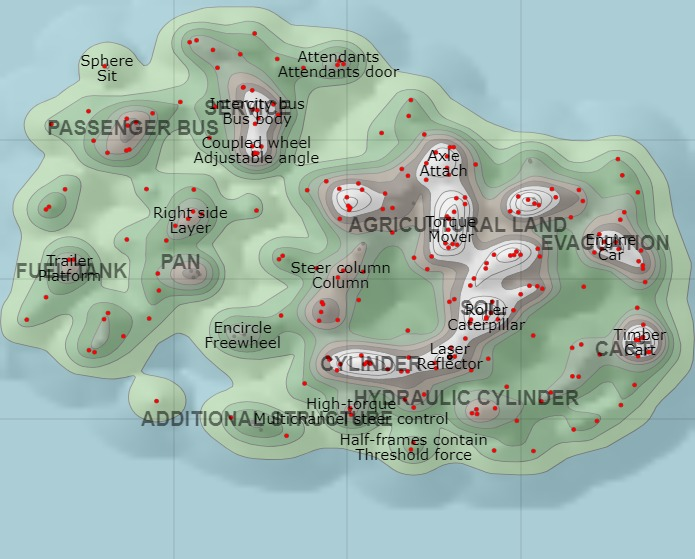 Sphere
Sit
Attendants
Attendants door
SERVICE
Intercity bus
Bus body
PASSENGER BUS
Coupled wheel
Adjustable angle
Axle
Attach
Right side
Layer
AGRICULTURAL LAND
Torque
Mover
EVACUATION
Engine
Car
Trailer
Platform
FUEL TANK
PAN
Steer column
Column
SOIL
Roller
Caterpillar
Encircle
Freewheel
Timber
Cart
CART
Laser
Reflector
CYLINDER
HYDRAULIC CYLINDER
High-torque
Multichannel steer control
ADDITIONAL STRUCTURE
Half-frames contain
Threshold force